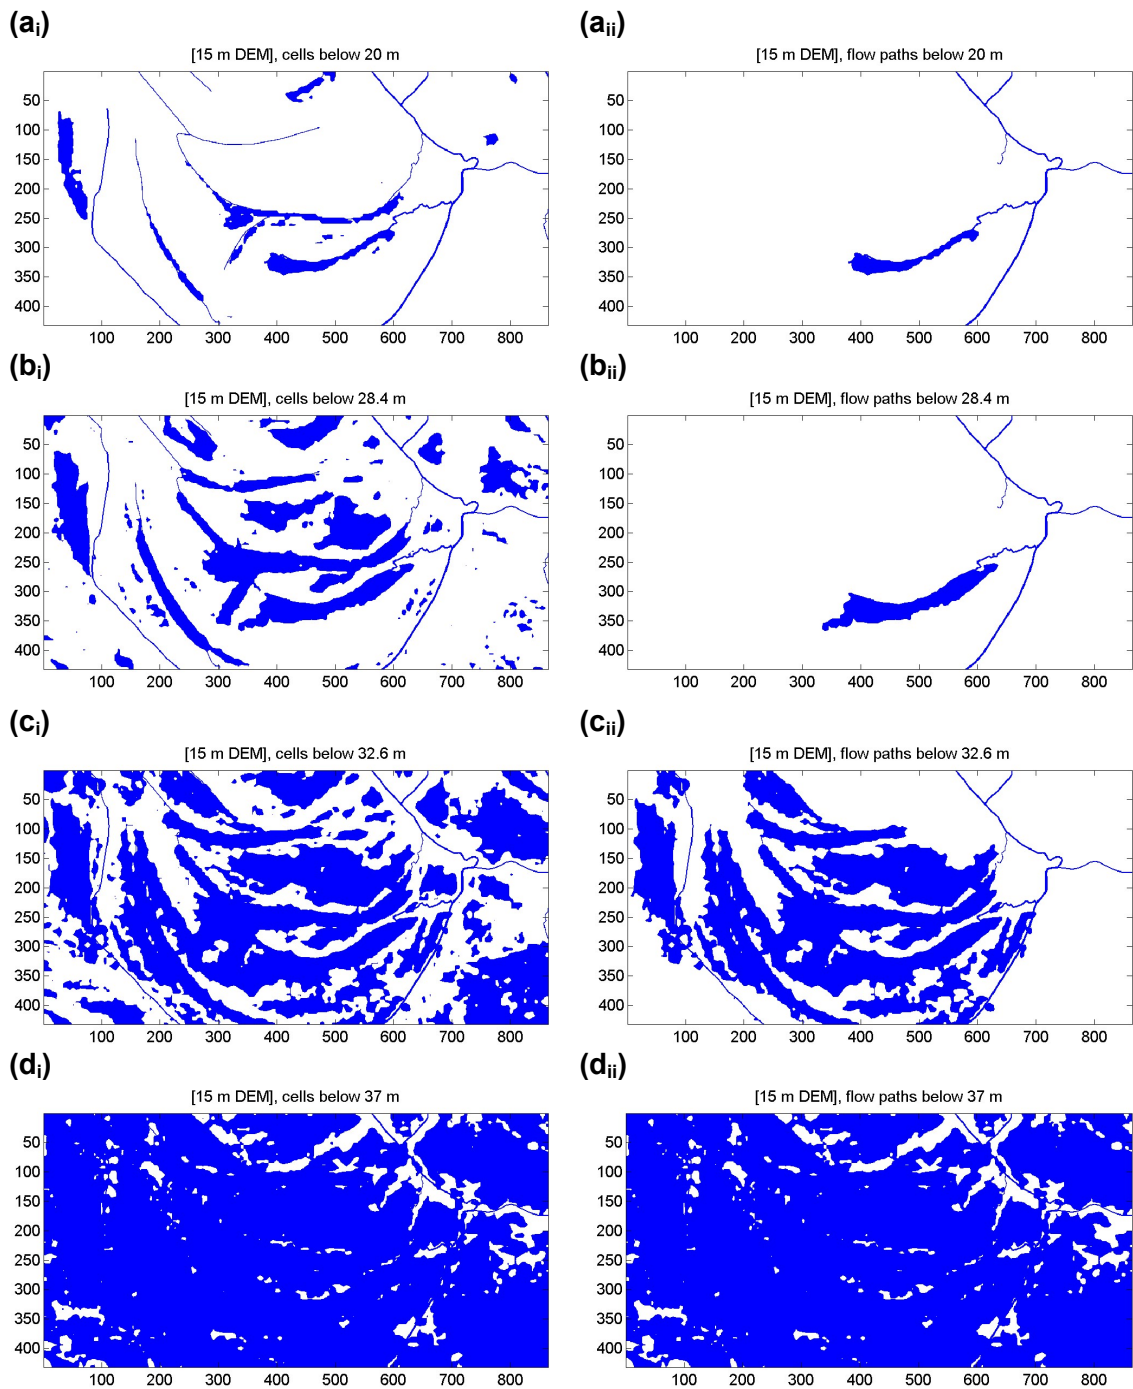 (ai) (aii)
[15 m DEM], cells below 20 m [15 m DEM], flow paths below 20 m
50 50
100 100
150 150
200 200
250 250
300 300
350 350
400 400
100 200 300 400 500 600 700 800 100 200 300 400 500 600 700 800
(bi) (bii)
[15 m DEM], cells below 28.4 m [15 m DEM], flow paths below 28.4 m
50 50
100 100
150 150
200 200
250 250
300 300
350 350
400 400
100 200 300 400 500 600 700 800 100 200 300 400 500 600 700 800
(ci) (cii)
[15 m DEM], cells below 32.6 m [15 m DEM], flow paths below 32.6 m
50 50
100 100
150 150
200 200
250 250
300 300
350 350
400 400
100 200 300 400 500 600 700 800 100 200 300 400 500 600 700 800
(di) (dii)
[15 m DEM], cells below 37 m [15 m DEM], flow paths below 37 m
50 50
100 100
150 150
200 200
250 250
300 300
350 350
400 400
100 200 300 400 500 600 700 800 100 200 300 400 500 600 700 800